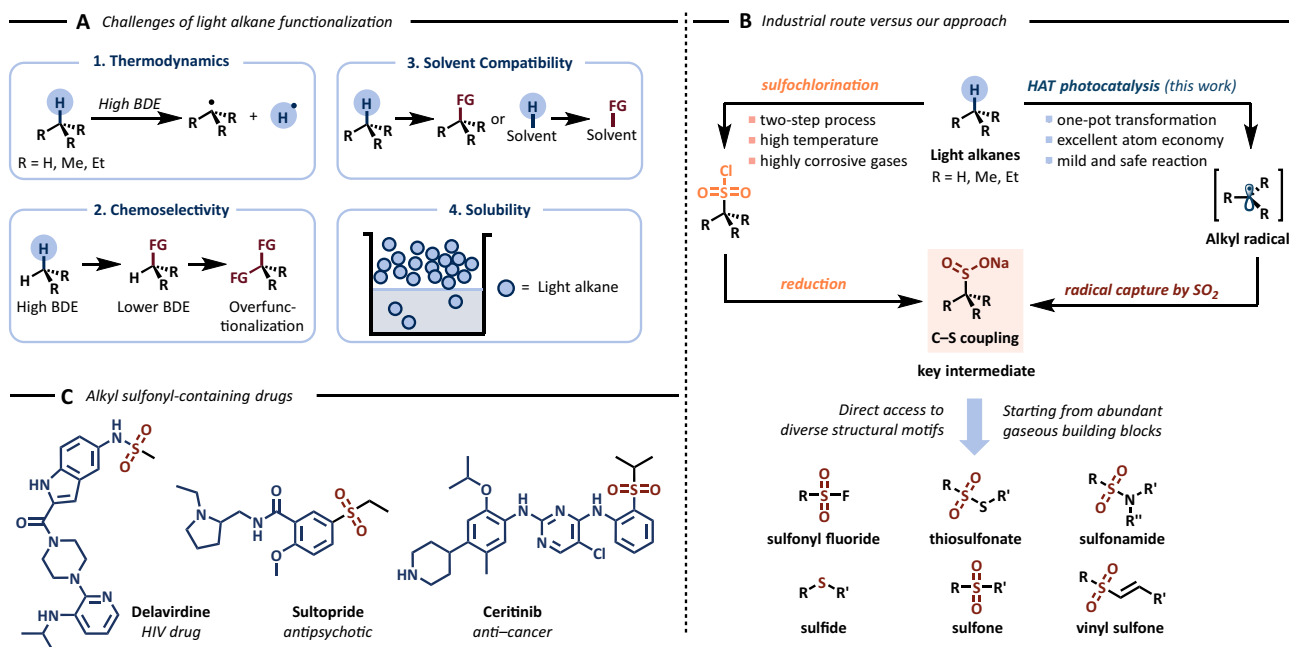 A Challenges of light alkane functionalization
1. Thermodynamics
H
R R
R
High BDE
R R
R
+ H
R = H, Me, Et
3. Solvent Compatibility
H
R R
R
FG
R R
R
or
H
Solvent
FG
Solvent
2. Chemoselectivity
H
H R
R
High BDE
FG
H R
R
Lower BDE
FG
FG R
R
Overfunc-
tionalization
4. Solubility
= Light alkane
B Industrial route versus our approach
sulfochlorination
two-step process
high temperature
highly corrosive gases
H
R R
R
Light alkanes
R = H, Me, Et
HAT photocatalysis (this work)
one-pot transformation
excellent atom economy
mild and safe reaction
Cl
O S O
R R
R
R R
R
Alkyl radical
reduction
O S ONa
R R
R
C–S coupling
key intermediate
radical capture by SO2
Direct access to
diverse structural motifs
Starting from abundant
gaseous building blocks
O
R S F
O
sulfonyl fluoride
O
R S O
S R'
thiosulfonate
O
R S O
N R'
R''
sulfonamide
R S R'
sulfide
O
R S R'
O
sulfone
O
R S O
R'
vinyl sulfone
C Alkyl sulfonyl-containing drugs
H
N
O
S
O
HN
O
N
N
N
HN
Delavirdine
HIV drug
N
H
N
O
O
O
S
O
Sultopride
antipsychotic
O
H
N
N
N
H
N
Cl
O
S
O
HN
Ceritinib
anti–cancer